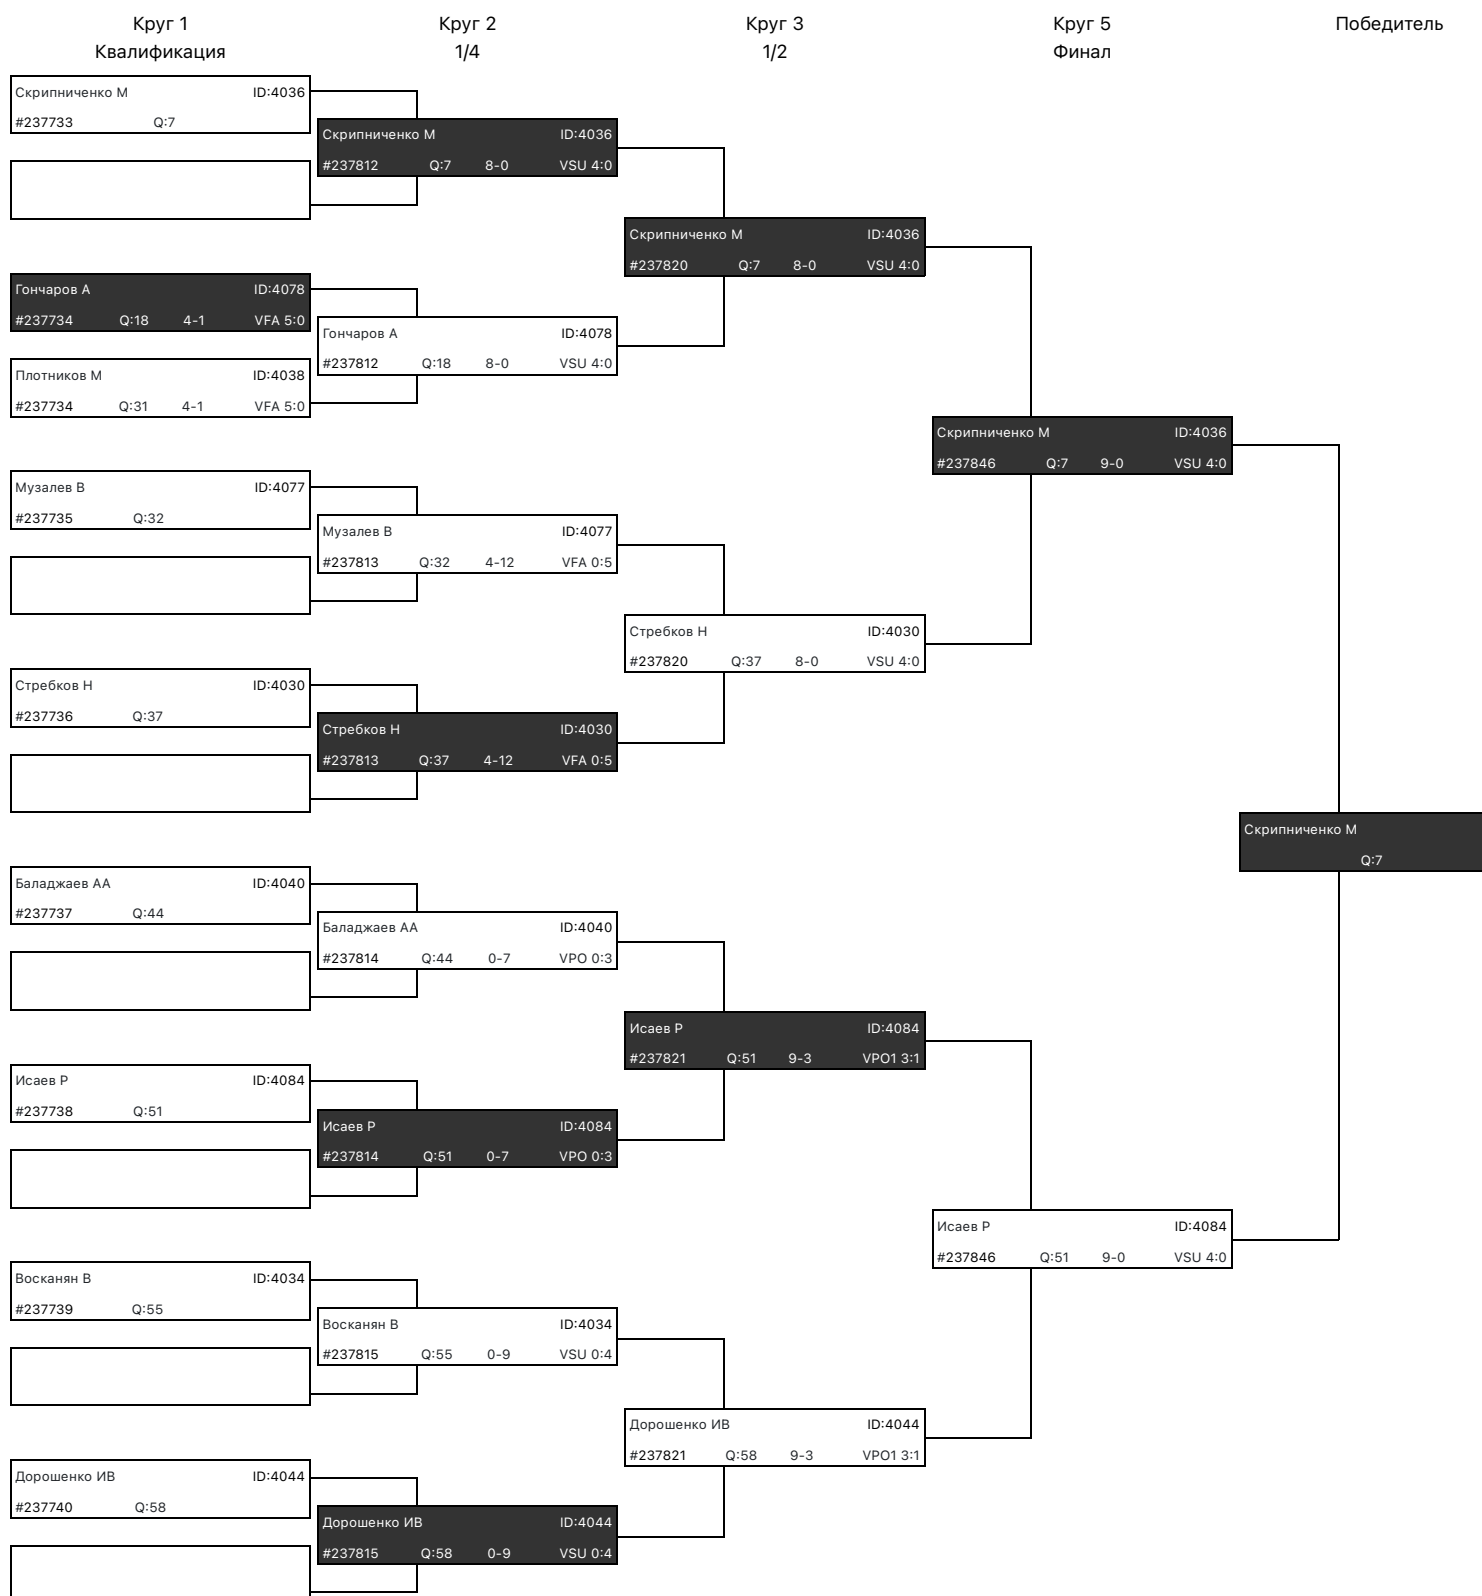 Круг 1
Квалификация
Круг 2
1/4
Круг 3
1/2
Круг 5
Финал
Победитель
Скрипниченко М ID:4036
#237733 Q:7
Гончаров А ID:4078
#237734 Q:18 4-1 VFA 5:0
Плотников М ID:4038
#237734 Q:31 4-1 VFA 5:0
Музалев В ID:4077
#237735 Q:32
Стребков Н ID:4030
#237736 Q:37
Баладжаев АА ID:4040
#237737 Q:44
Исаев Р ID:4084
#237738 Q:51
Восканян В ID:4034
#237739 Q:55
Дорошенко ИВ ID:4044
#237740 Q:58
Скрипниченко М ID:4036
#237812 Q:7 8-0 VSU 4:0
Гончаров А ID:4078
#237812 Q:18 8-0 VSU 4:0
Музалев В ID:4077
#237813 Q:32 4-12 VFA 0:5
Стребков Н ID:4030
#237813 Q:37 4-12 VFA 0:5
Баладжаев АА ID:4040
#237814 Q:44 0-7 VPO 0:3
Исаев Р ID:4084
#237814 Q:51 0-7 VPO 0:3
Восканян В ID:4034
#237815 Q:55 0-9 VSU 0:4
Дорошенко ИВ ID:4044
#237815 Q:58 0-9 VSU 0:4
Скрипниченко М ID:4036
#237820 Q:7 8-0 VSU 4:0
Стребков Н ID:4030
#237820 Q:37 8-0 VSU 4:0
Исаев Р ID:4084
#237821 Q:51 9-3 VPO1 3:1
Дорошенко ИВ ID:4044
#237821 Q:58 9-3 VPO1 3:1
Скрипниченко М ID:4036
#237846 Q:7 9-0 VSU 4:0
Исаев Р ID:4084
#237846 Q:51 9-0 VSU 4:0
Скрипниченко М
Q:7